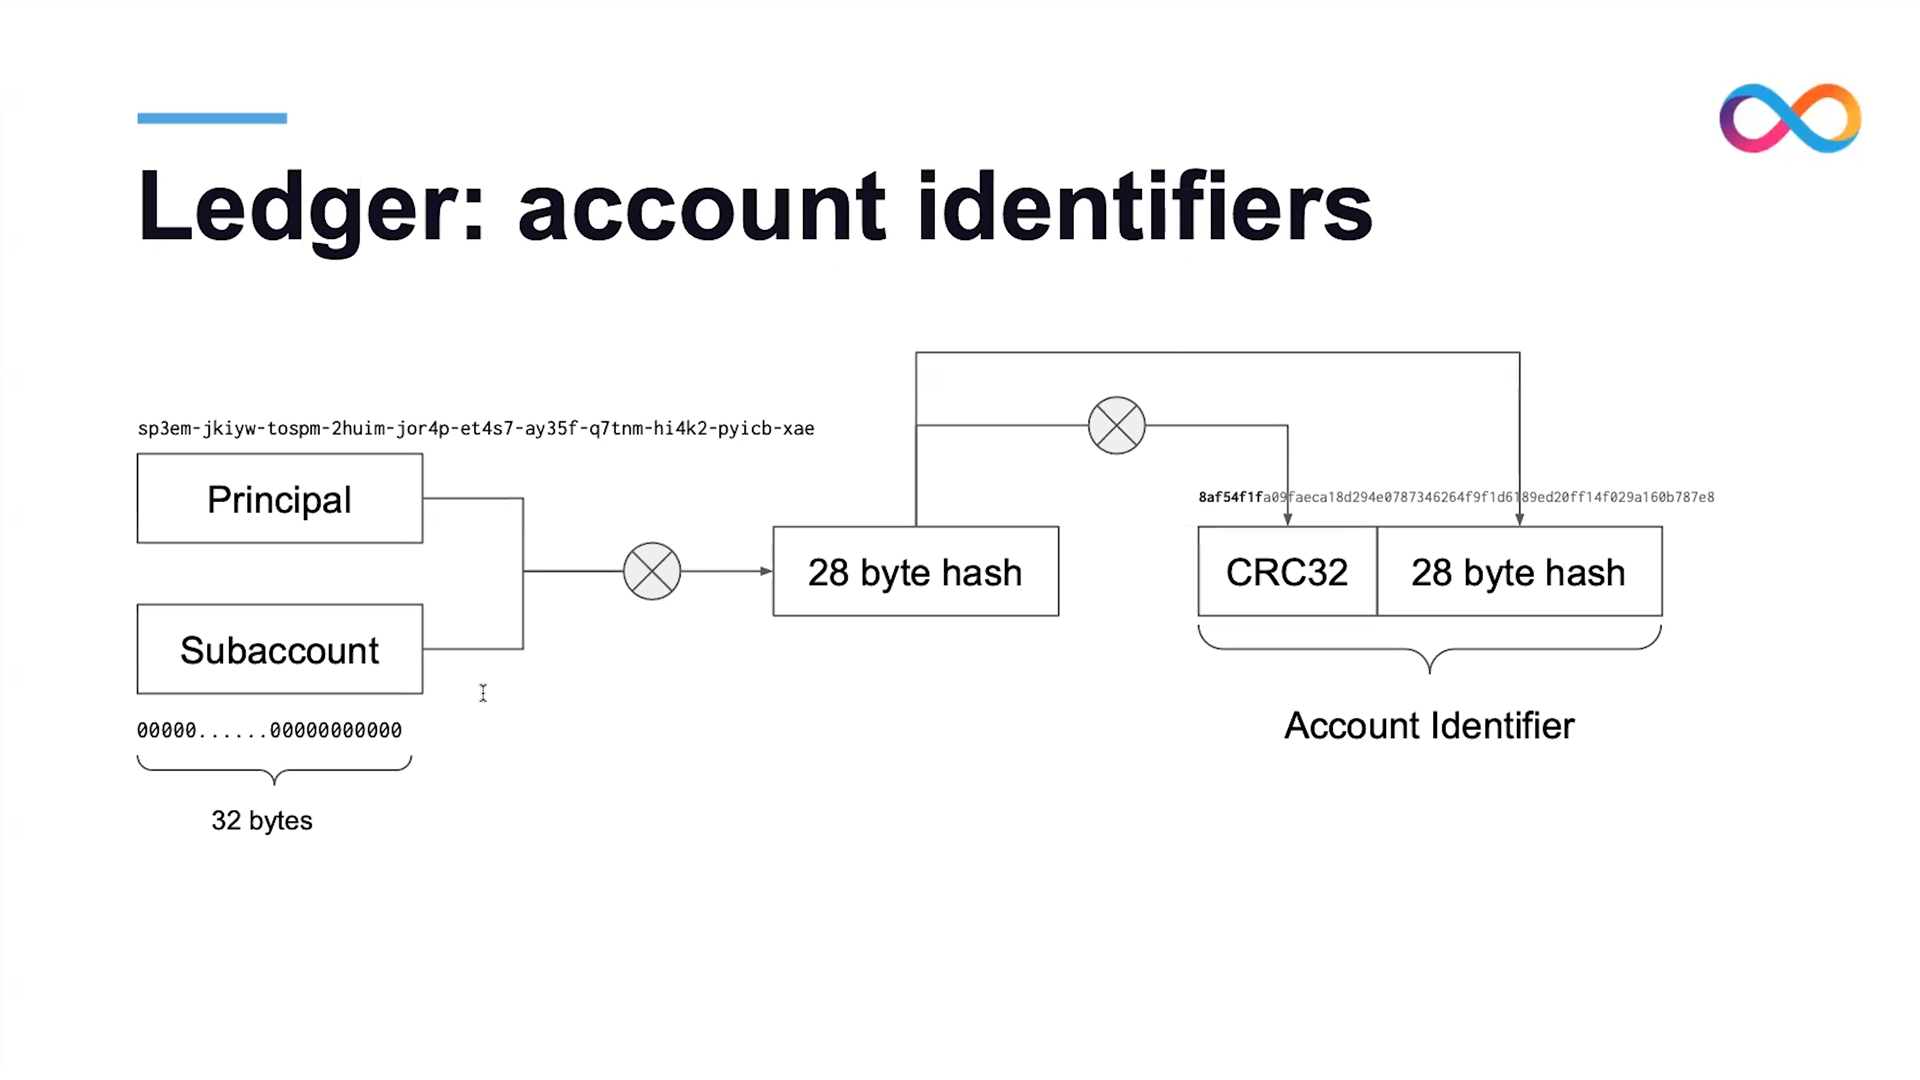 Ledger: account identifiers
sp3em-jkiyw-tospm-2huim-jor4p-et4s7-ay35f-q7tnm-hi4k2-pyicb-xae
Principal
Subaccount
00000......00000000000
32 bytes
28 byte hash
8af54f1fa09faeca18d294e0787346264f9f1d6189ed20ff14f029a160b787e8
CRC32
28 byte hash
Account Identifier